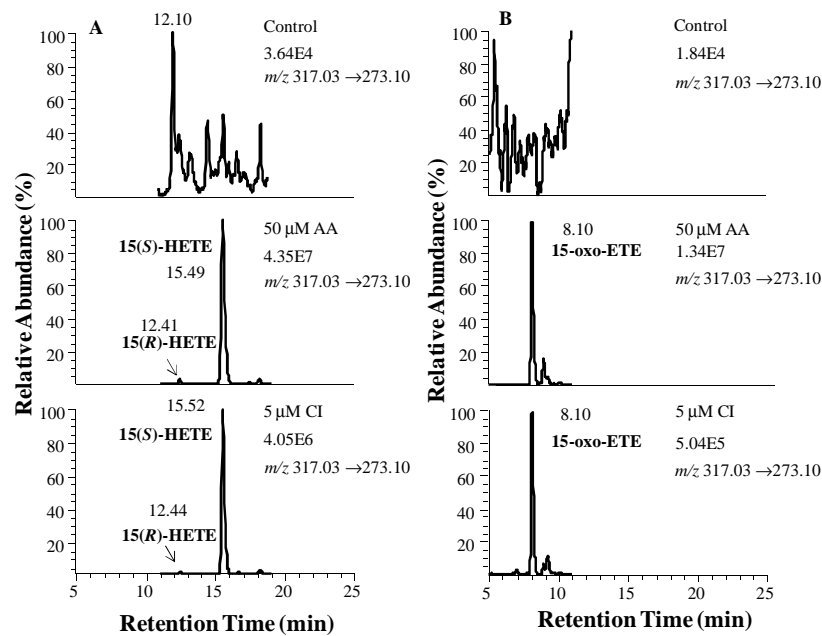 A
12.10
Control
3.64E4
m/z 317.03 →273.10
100
80
60
40
20
15(S)-HETE
15.49
50 μM AA
4.35E7
m/z 317.03 →273.10
12.41
15(R)-HETE
100
80
60
40
20
15.52
15(S)-HETE
5 μM CI
4.05E6
m/z 317.03 →273.10
12.44
15(R)-HETE
100
80
60
40
20
5 10 15 20 25
Relative Abundance (%)
Retention Time (min)
B
Control
1.84E4
m/z 317.03 →273.10
100
80
60
40
20
8.10
15-oxo-ETE
50 μM AA
1.34E7
m/z 317.03 →273.10
100
80
60
40
20
8.10
15-oxo-ETE
5 μM CI
5.04E5
m/z 317.03 →273.10
100
80
60
40
20
5 10 15 20 25
Relative Abundance (%)
Retention Time (min)